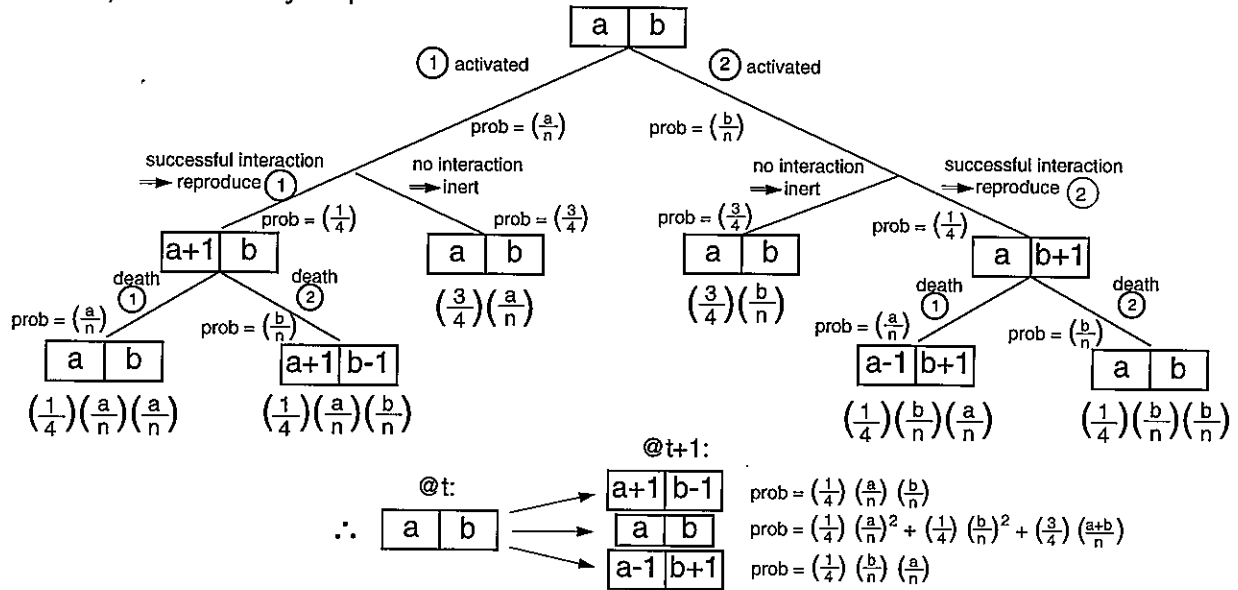 a b
① activated ② activated
prob = (a/n) prob = (b/n)
successful interaction no interaction no interaction successful interaction
⇒ reproduce ① ⇒ inert ⇒ inert ⇒ reproduce ②
prob = (1/4) prob = (3/4) prob = (3/4) prob = (1/4)
a+1 b a b a b a b+1
(3/4)(a/n) (3/4)(b/n)
death ① death ② death ① death ②
prob = (a/n) prob = (b/n) prob = (a/n) prob = (b/n)
a b a+1 b-1 a-1 b+1 a b
(1/4)(a/n)(a/n) (1/4)(a/n)(b/n) (1/4)(b/n)(a/n) (1/4)(b/n)(b/n)
@t: @t+1:
a+1 b-1 prob = (1/4) (a/n) (b/n)
∴ a b a b prob = (1/4) (a/n)² + (1/4) (b/n)² + (3/4) (a+b/n)
a-1 b+1 prob = (1/4) (b/n) (a/n)